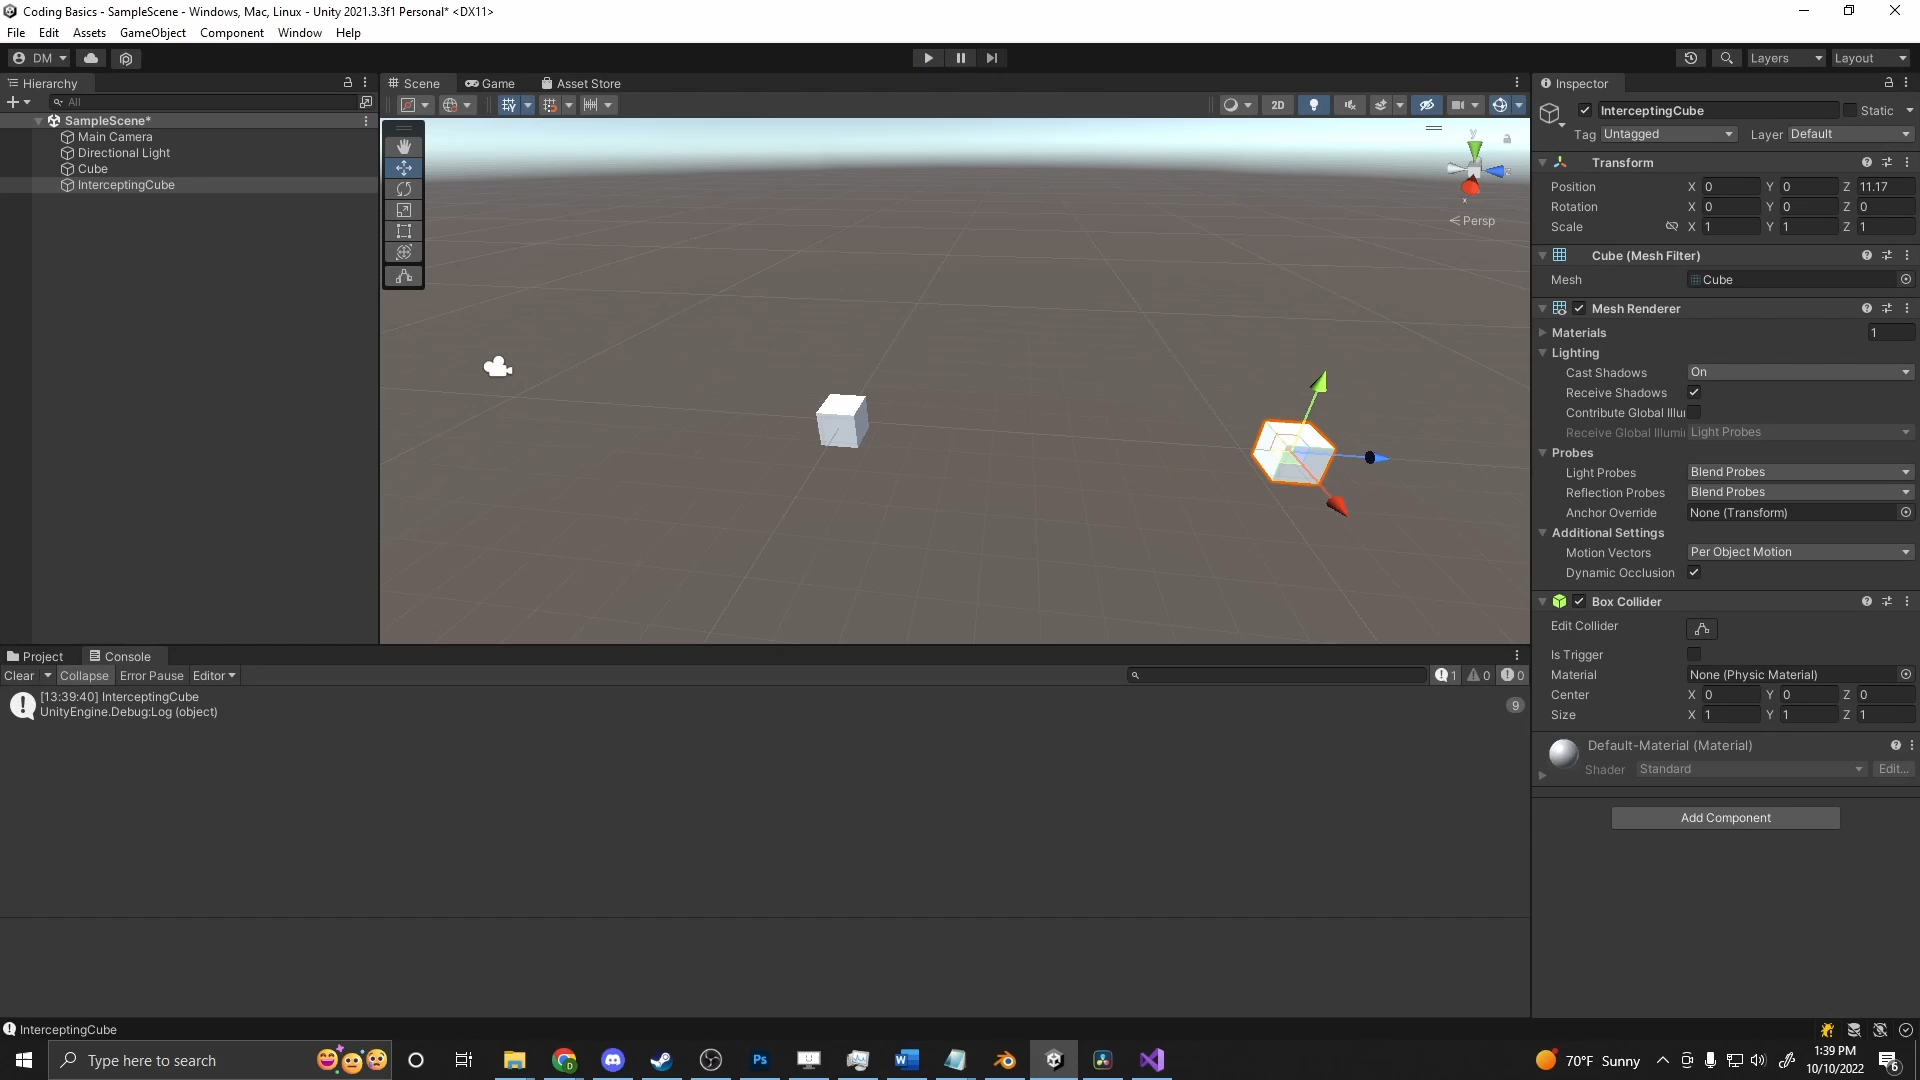 Coding Basics - SampleScene - Windows, Mac, Linux - Unity 2021.3.3f1 Personal* <DX11>
File Edit Assets GameObject Component Window Help
DM
Layers Layout
Hierarchy
All
SampleScene*
Main Camera
Directional Light
Cube
InterceptingCube
Scene Game Asset Store
2D
y
z
x
Persp
Inspector
InterceptingCube Static
Tag Untagged Layer Default
Transform
Position X 0 Y 0 Z 11.17
Rotation X 0 Y 0 Z 0
Scale X 1 Y 1 Z 1
Cube (Mesh Filter)
Mesh Cube
Mesh Renderer
Materials 1
Lighting
Cast Shadows On
Receive Shadows
Contribute Global Illu
Receive Global Illumi Light Probes
Probes
Light Probes Blend Probes
Reflection Probes Blend Probes
Anchor Override None (Transform)
Additional Settings
Motion Vectors Per Object Motion
Dynamic Occlusion
Box Collider
Edit Collider
Is Trigger
Material None (Physic Material)
Center X 0 Y 0 Z 0
Size X 1 Y 1 Z 1
Default-Material (Material)
Shader Standard Edit...
Add Component
Project Console
Clear Collapse Error Pause Editor 1 0 0
[13:39:40] InterceptingCube
UnityEngine.Debug:Log (object)
9
InterceptingCube
Type here to search
Ps
70°F Sunny
1:39 PM
10/10/2022
6